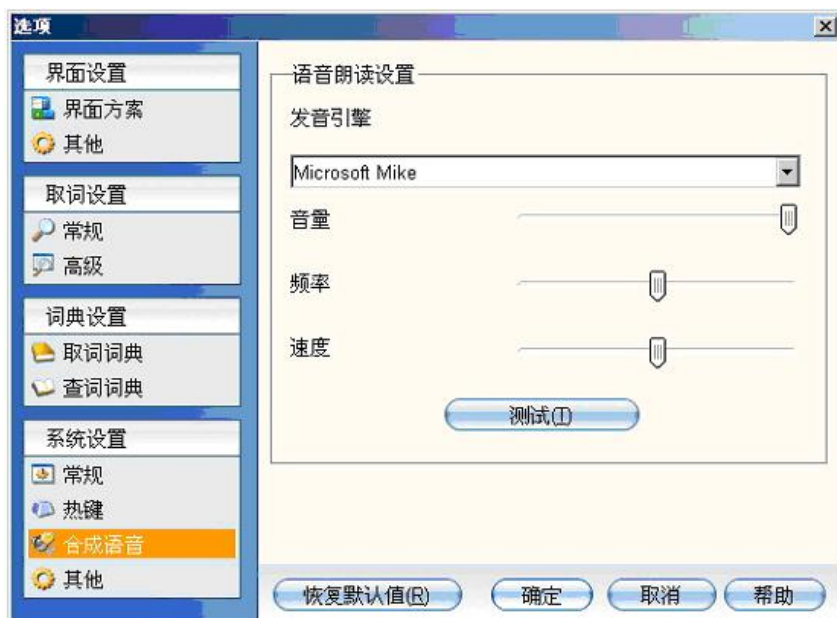 选项
界面设置
界面方案
其他
取词设置
常规
高级
词典设置
取词词典
查词词典
系统设置
常规
热键
合成语音
其他
语音朗读设置
发音引擎
Microsoft Mike
音量
频率
速度
测试(T)
恢复默认值(R)
确定
取消
帮助